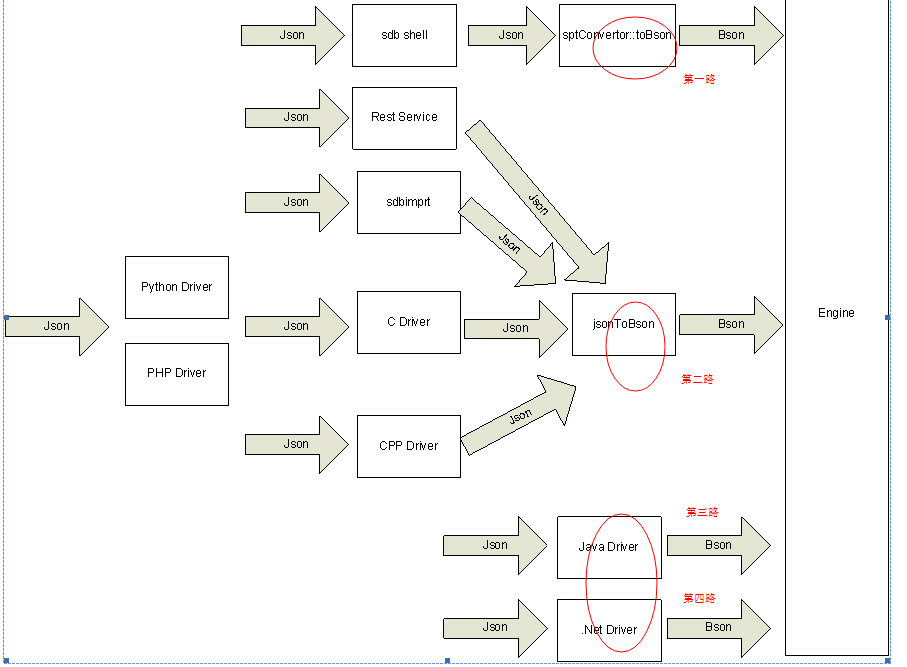 Json
sdb shell
Json
sptConvertor::toBson
Bson
第一路
Json
Rest Service
Json
Json
sdbimprt
Json
Python Driver
Json
PHP Driver
Json
C Driver
Json
jsonToBson
Bson
Engine
第二路
Json
CPP Driver
Json
第三路
Json
Java Driver
Bson
第四路
Json
.Net Driver
Bson